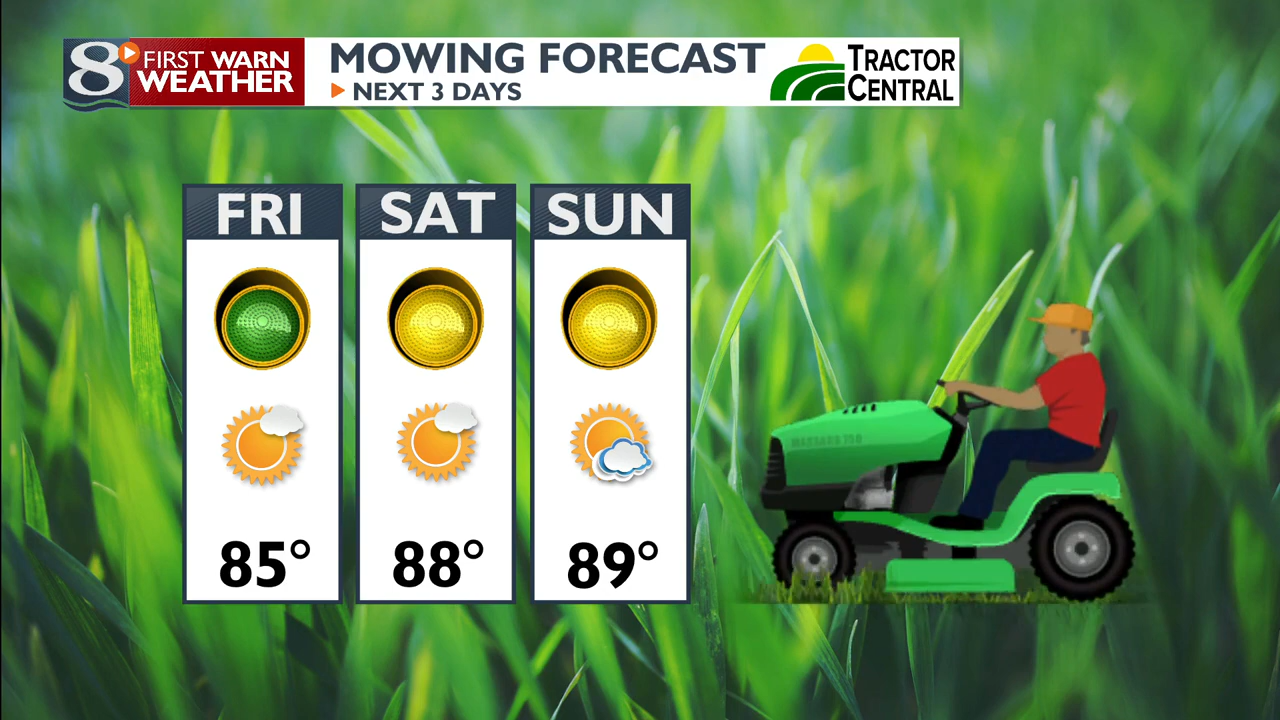 8 FIRST WARN
WEATHER
MOWING FORECAST
NEXT 3 DAYS
TRACTOR
CENTRAL
FRI SAT SUN
85° 88° 89°